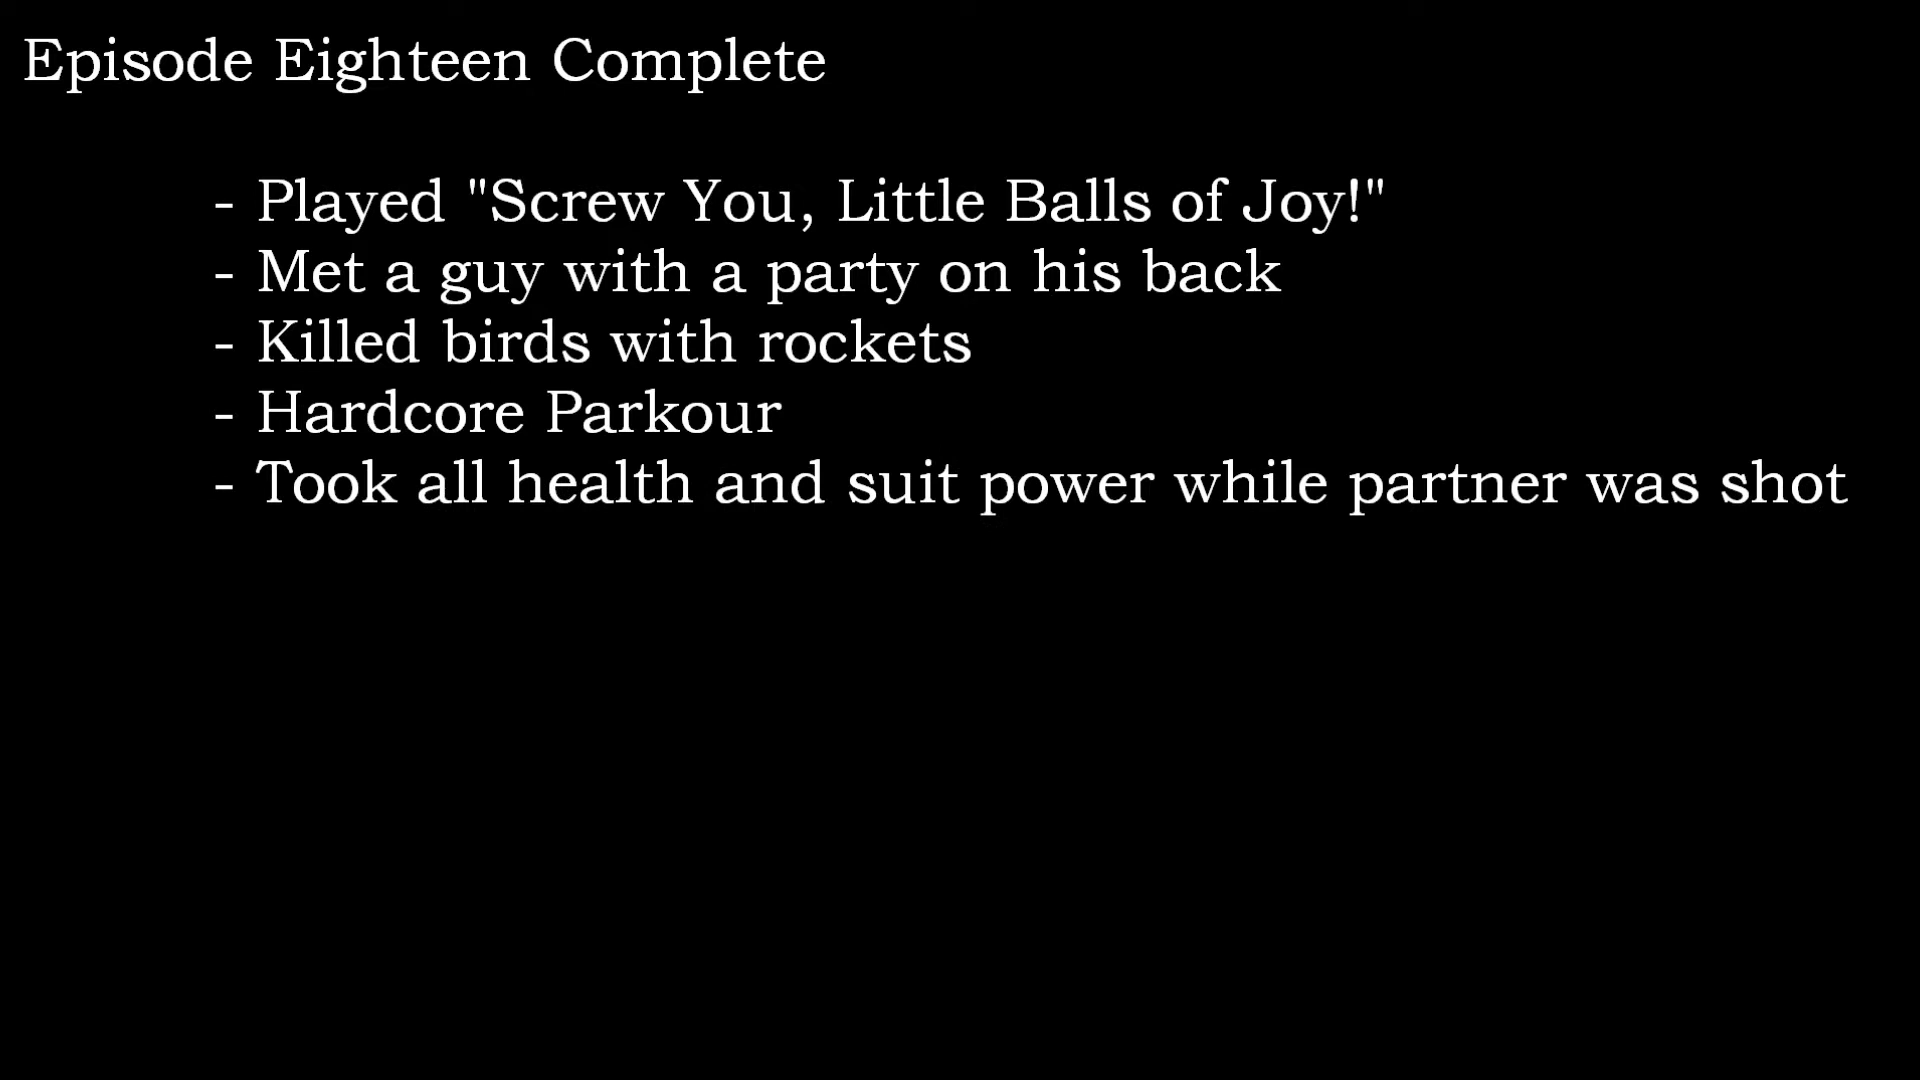 Episode Eighteen Complete
- Played "Screw You, Little Balls of Joy!"
- Met a guy with a party on his back
- Killed birds with rockets
- Hardcore Parkour
- Took all health and suit power while partner was shot